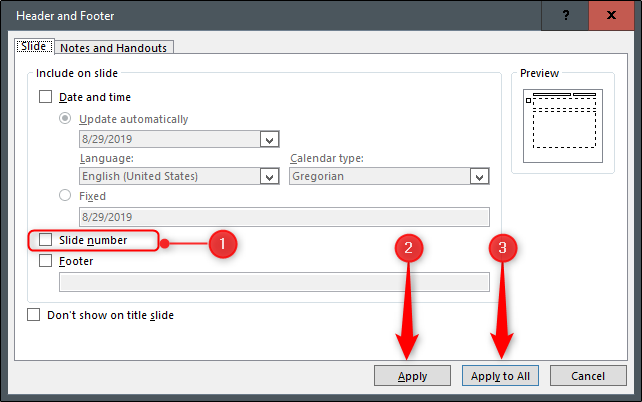 Header and Footer ? ×
Slide Notes and Handouts
Include on slide Preview
Date and time
Update automatically
8/29/2019
Language: Calendar type:
English (United States) Gregorian
Fixed
8/29/2019
Slide number 1 2 3
Footer
Don't show on title slide
Apply Apply to All Cancel